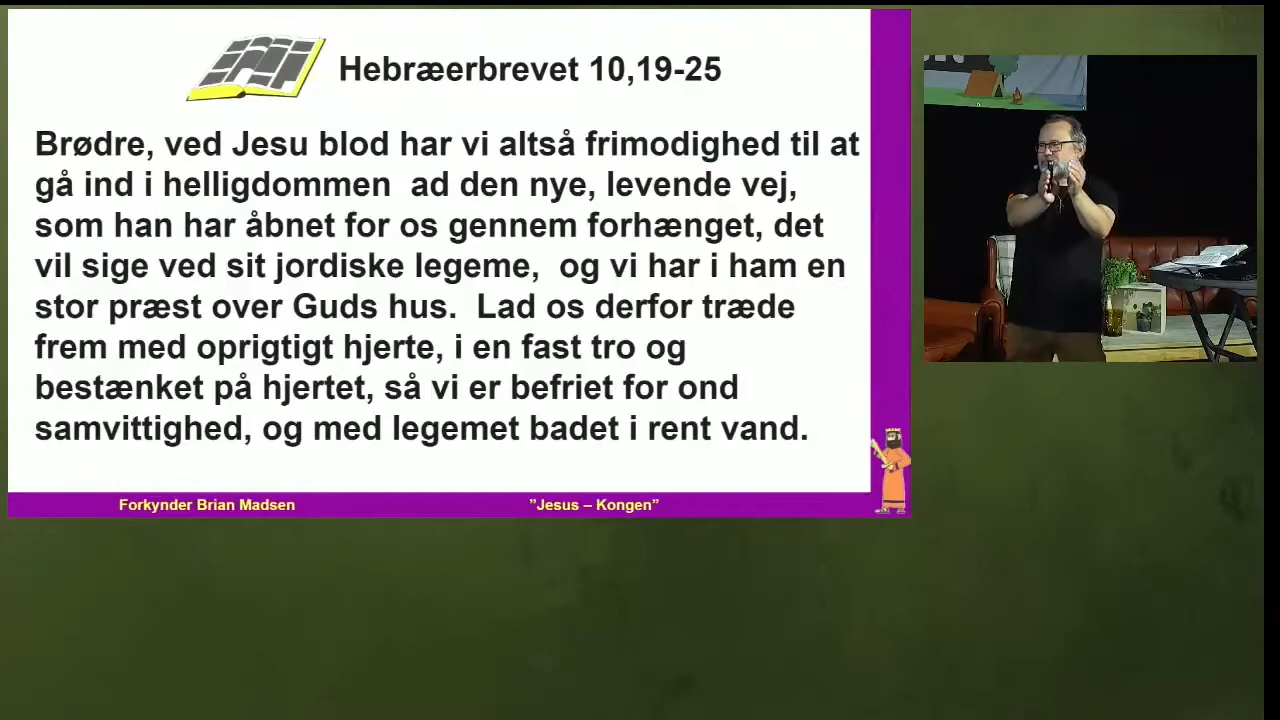 Hebræerbrevet 10,19-25
Brødre, ved Jesu blod har vi altså frimodighed til at
gå ind i helligdommen ad den nye, levende vej,
som han har åbnet for os gennem forhænget, det
vil sige ved sit jordiske legeme, og vi har i ham en
stor præst over Guds hus. Lad os derfor træde
frem med oprigtigt hjerte, i en fast tro og
bestænket på hjertet, så vi er befriet for ond
samvittighed, og med legemet badet i rent vand.
Forkynder Brian Madsen
”Jesus – Kongen”